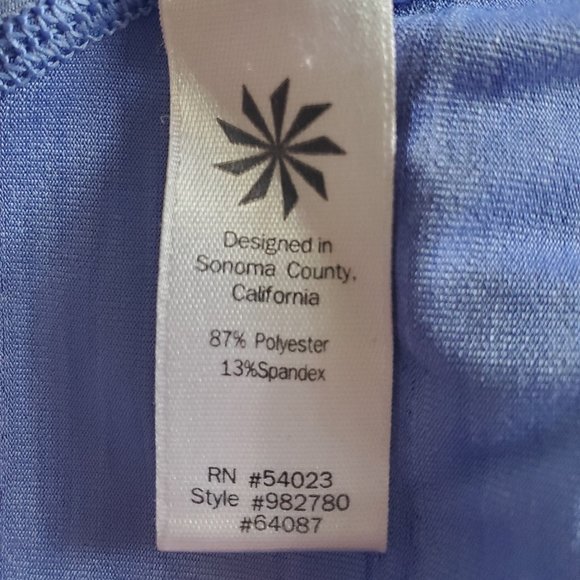 Designed in
Sonoma County,
California
87% Polyester
13%Spandex
RN #54023
Style #982780
#64087